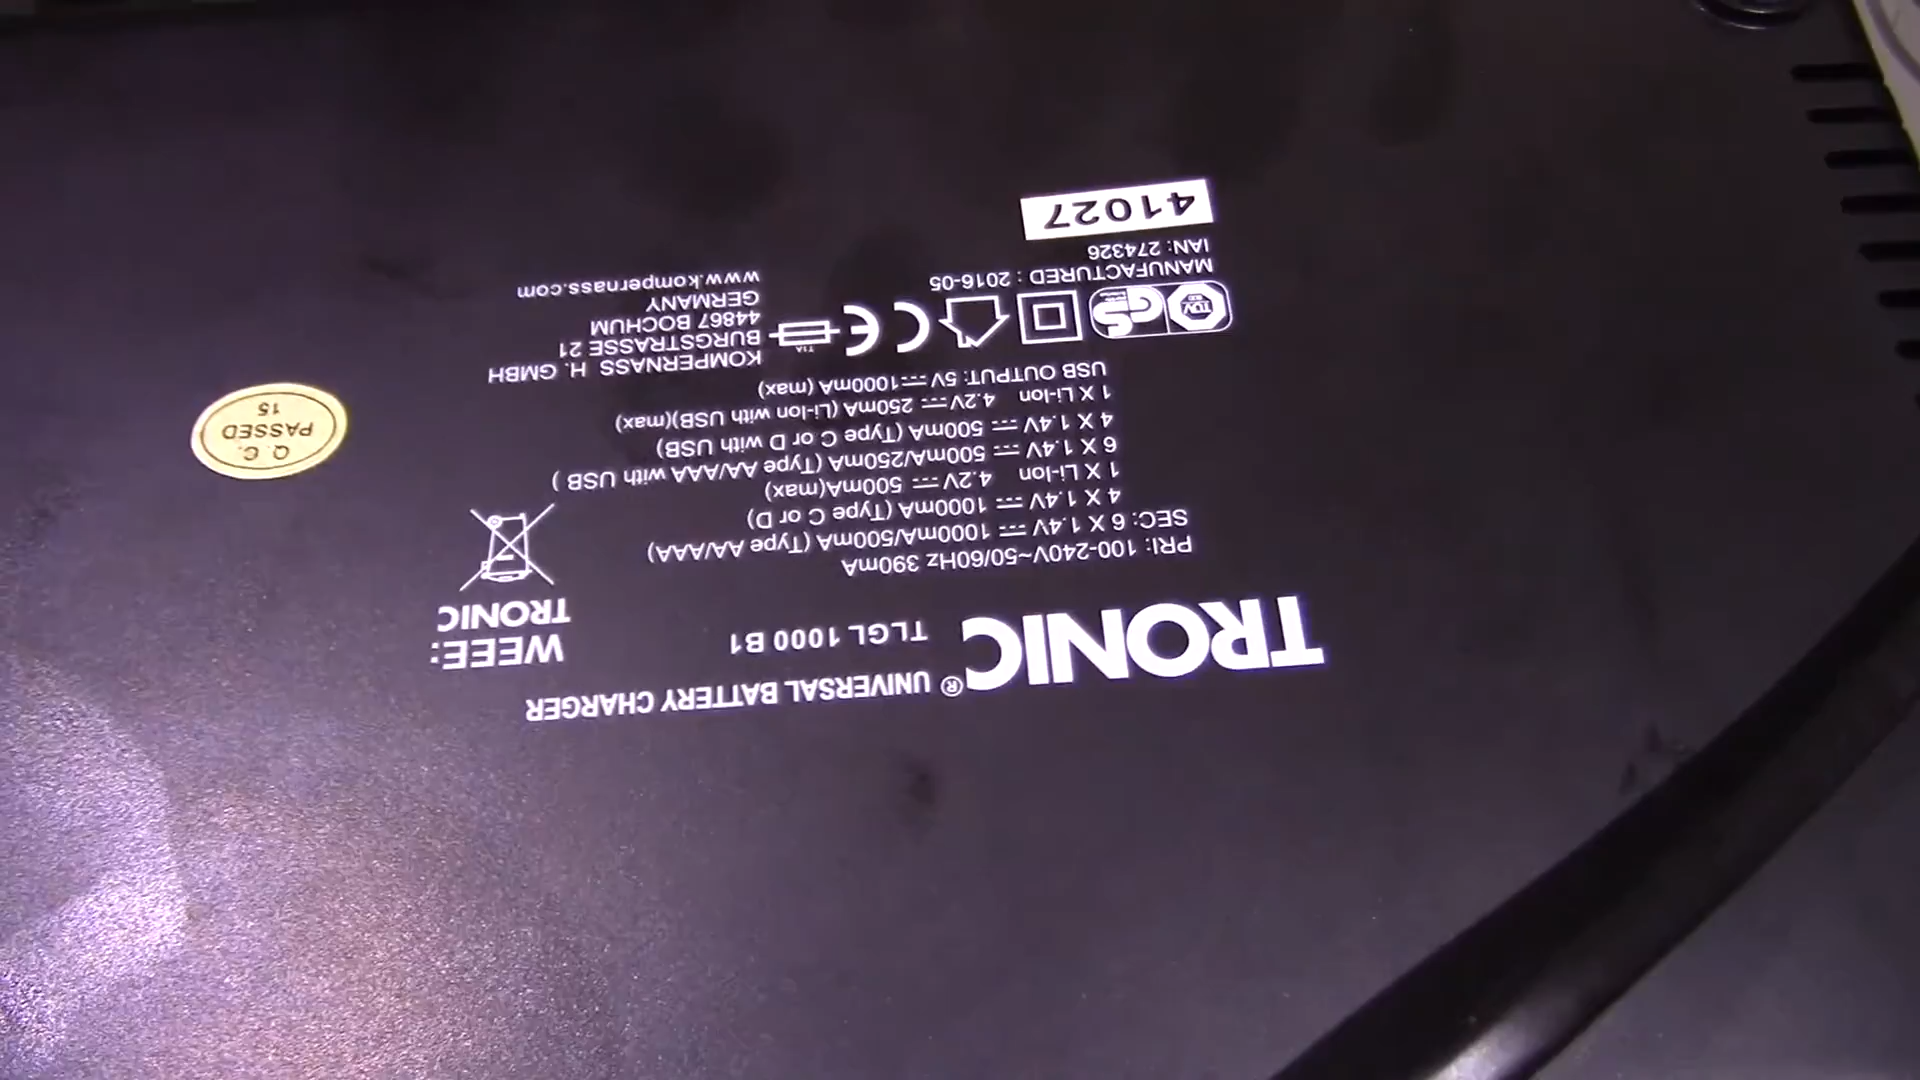 TRONIC® UNIVERSAL BATTERY CHARGER
TLGL 1000 B1
PRI: 100-240V~50/60Hz 390mA
SEC: 6 X 1.4V ⎓ 1000mA/500mA (Type AA/AAA)
4 X 1.4V ⎓ 1000mA (Type C or D)
1 X Li-Ion 4.2V ⎓ 500mA(max)
6 X 1.4V ⎓ 500mA/250mA (Type AA/AAA with USB )
4 X 1.4V ⎓ 500mA (Type C or D with USB)
1 X Li-Ion 4.2V ⎓ 250mA (Li-Ion with USB)(max)
USB OUTPUT: 5V ⎓1000mA (max)
WEEE:
TRONIC
TÜV
GS
CE
T1A
MANUFACTURED : 2016-05
IAN: 274326
41027
KOMPERNASS H. GMBH
BURGSTRASSE 21
44867 BOCHUM
GERMANY
www.kompernass.com
Q. C.
PASSED
15